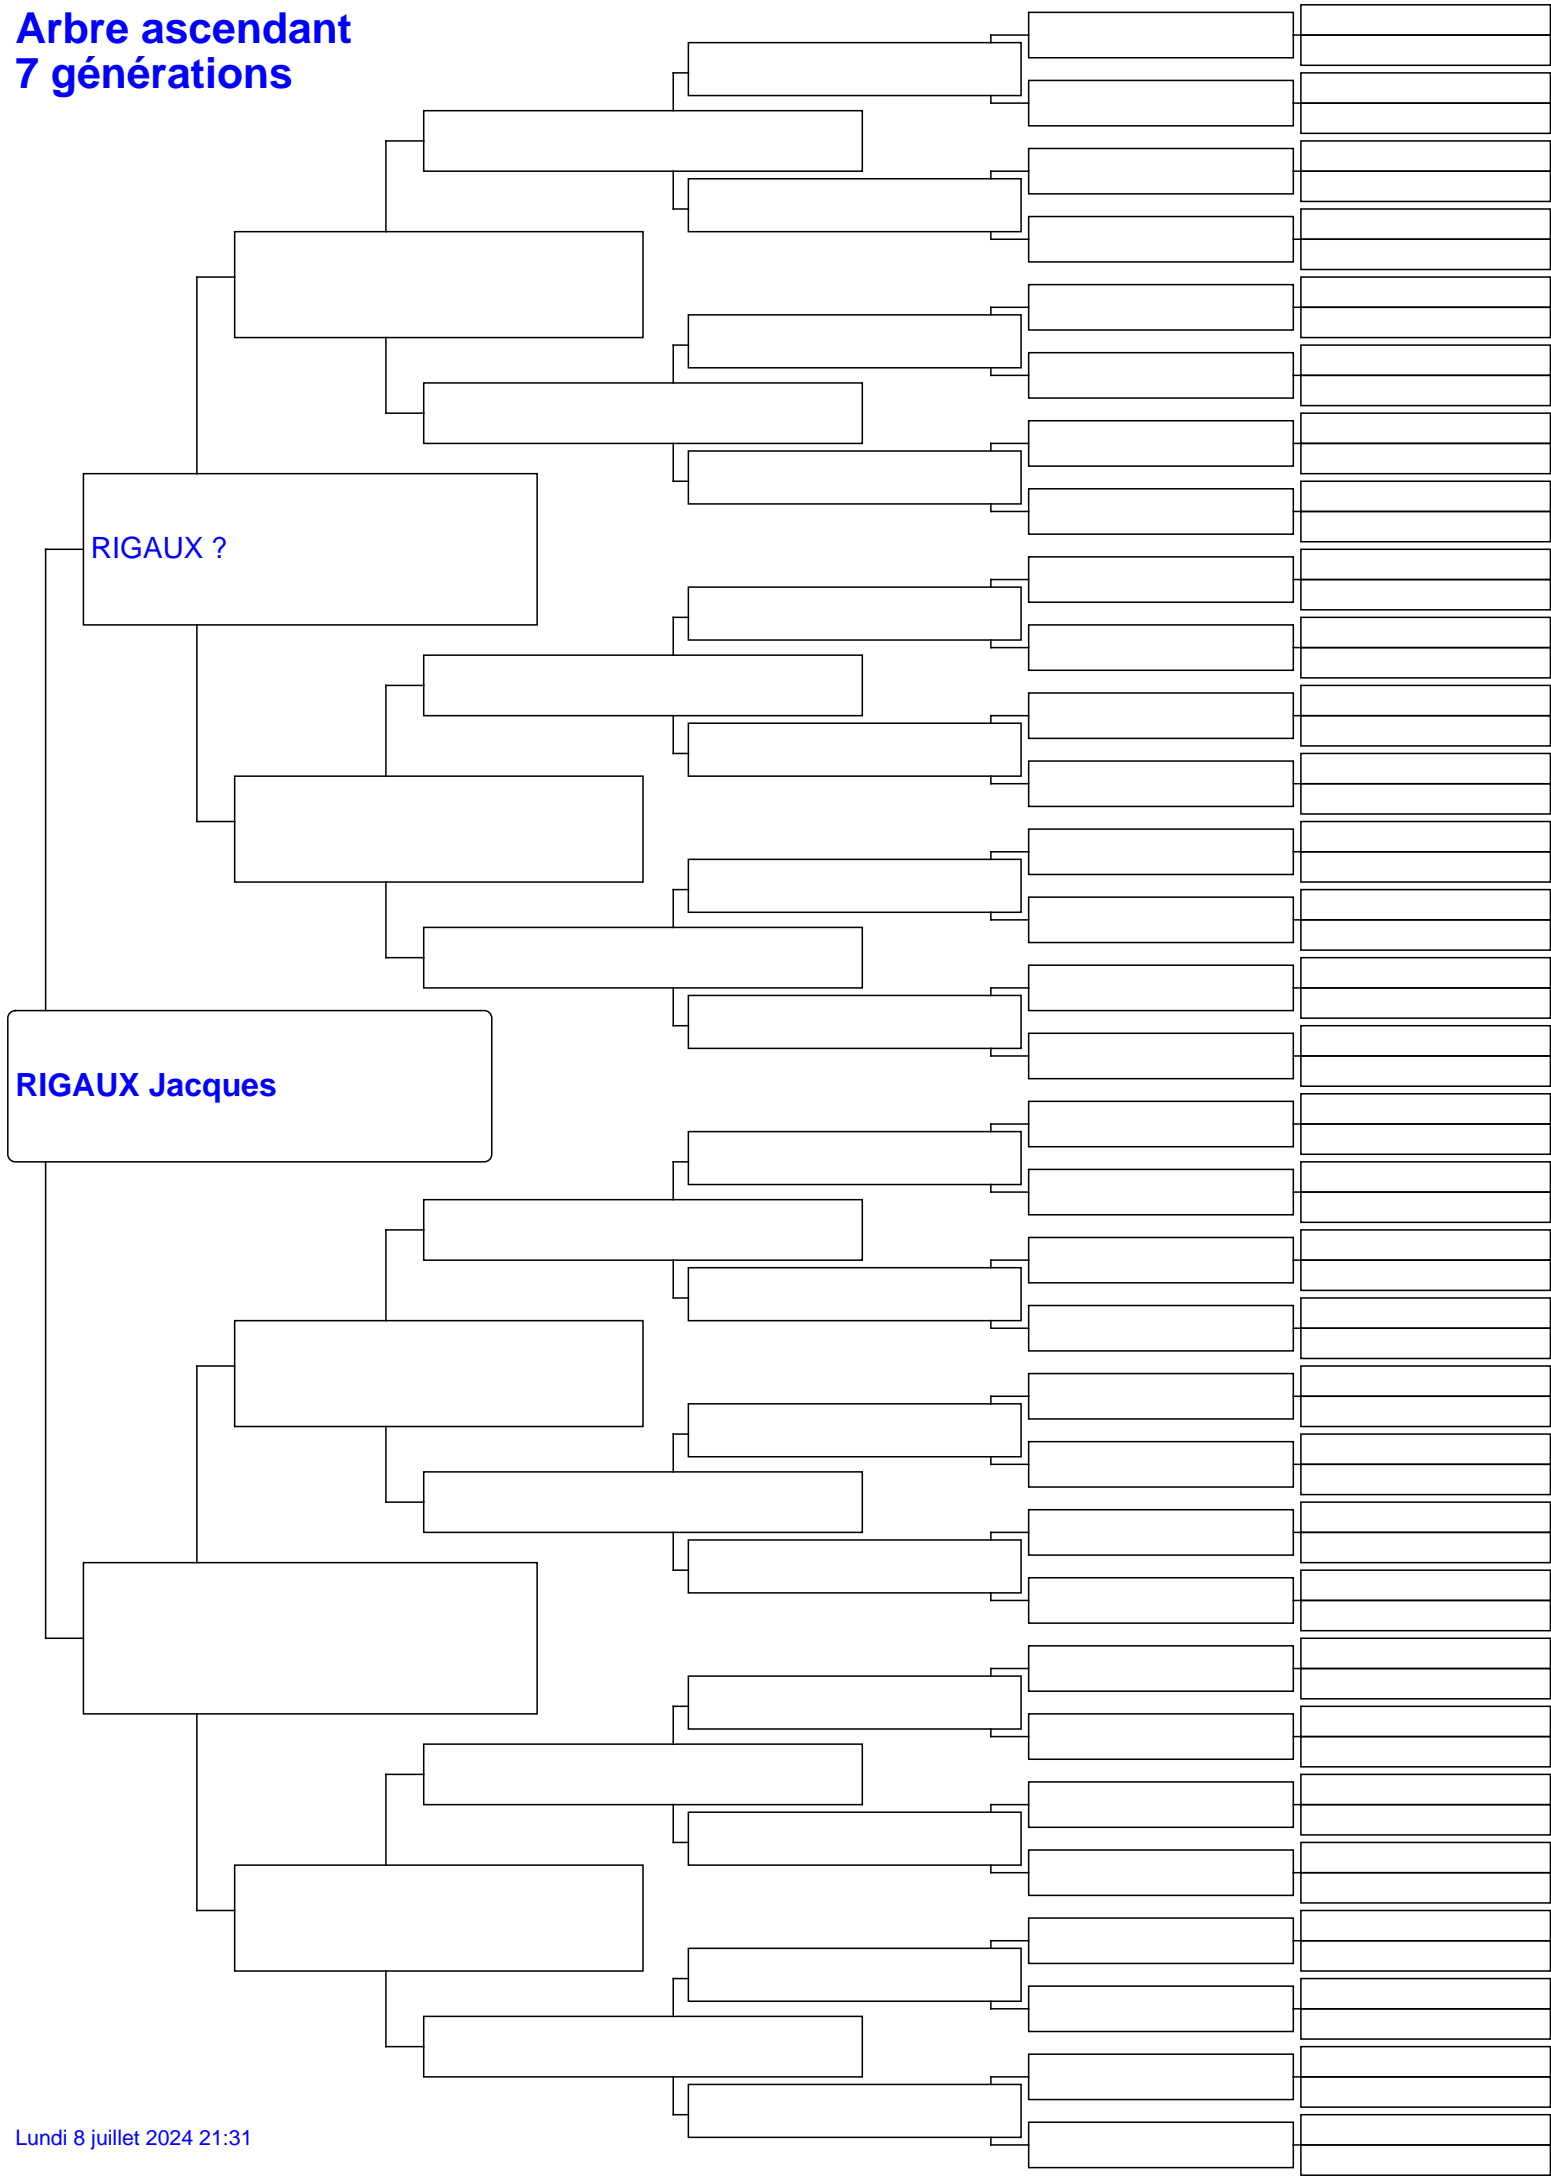 Arbre ascendant
7 générations
RIGAUX ?
RIGAUX Jacques
Lundi 8 juillet 2024 21:31